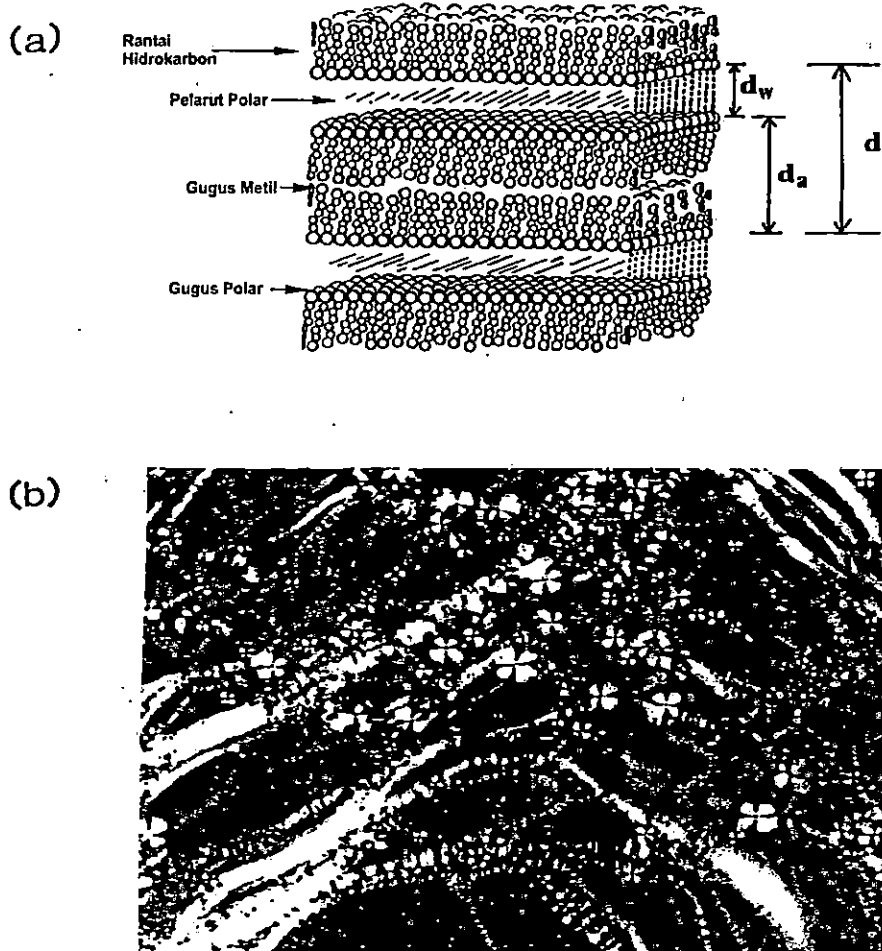 (a)
Rantai
Hidrokarbon
Pelarut Polar
Gugus Metil
Gugus Polar
d_w
d_a
d
(b)